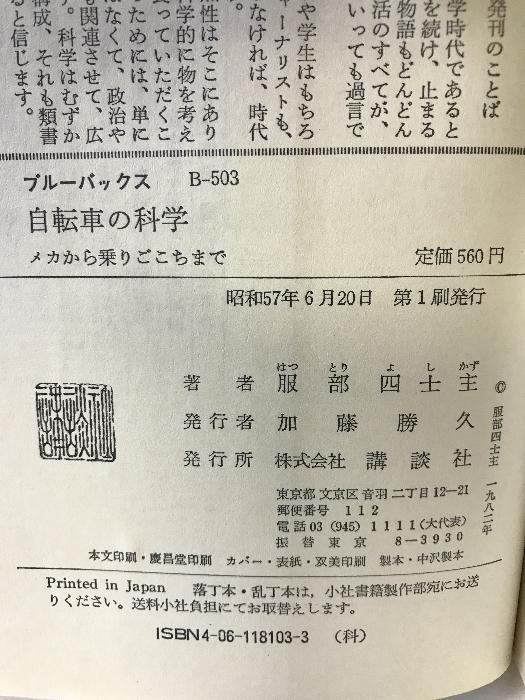 発刊のことば
学時代であると
を続け、止まる
物語もどんどん
活のすべてが、
いっても過言で
や学生はもちろ
ャーナリストも、
なければ、時代
然性はそこにあり
学的に物を考え
っていただくこ
ためには、単に
はなくて、政治や
も関連させて、広
す。科学はむずか
構成、それも類書
ると信じます。
ブルーバックス B-503
自転車の科学
メカから乗りごこちまで 定価560円
昭和57年6月20日 第1刷発行
著者 服部四士主
はつ とり よ し かず
発行者 加藤勝久
発行所 株式会社 講談社
東京都文京区音羽二丁目12-21
郵便番号 112
電話03(945)1111(大代表)
振替東京 8-3930
© 服部四士主 一九八二年
本文印刷・慶昌堂印刷 カバー・表紙・双美印刷 製本・中沢製本
Printed in Japan 落丁本・乱丁本は、小社書籍製作部宛にお送
りください。送料小社負担にてお取替えします。
ISBN4-06-118103-3 (科)